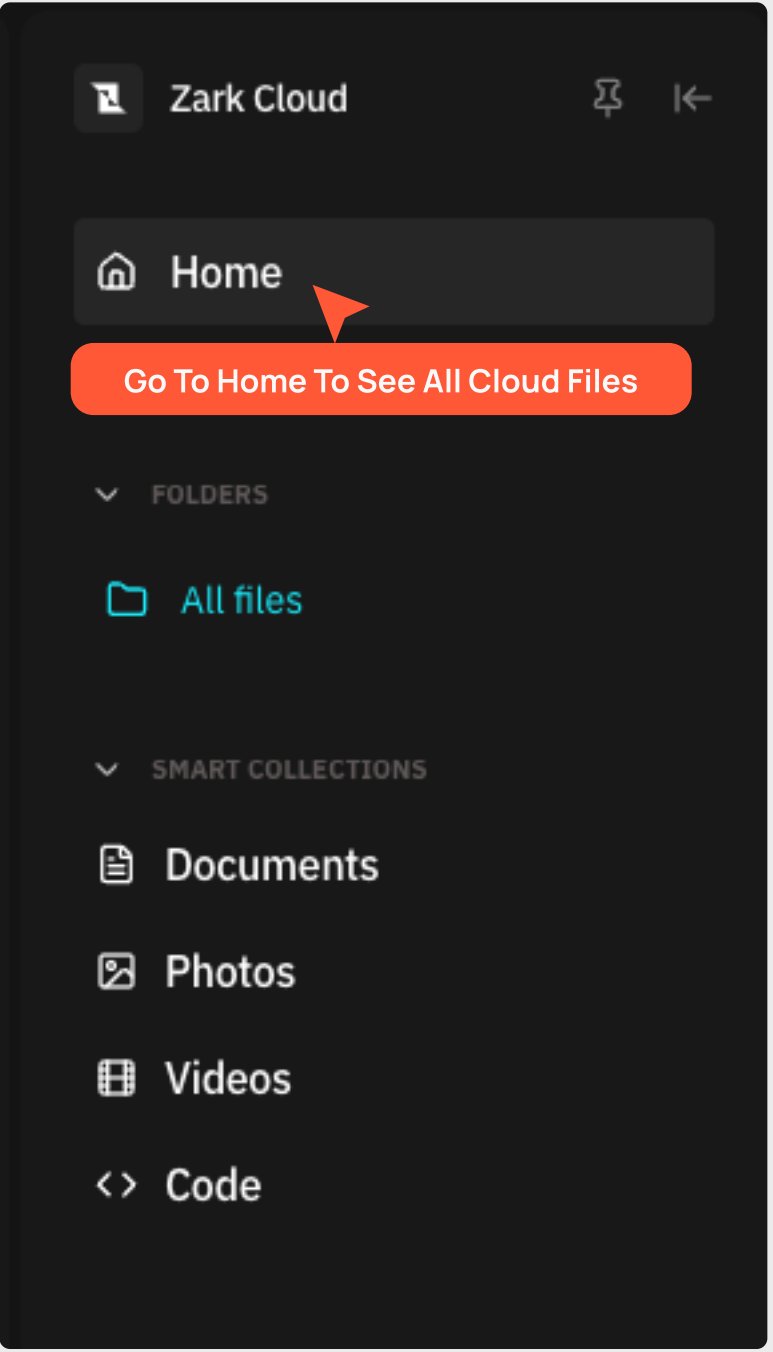 Zark Cloud
Home
Go To Home To See All Cloud Files
FOLDERS
All files
SMART COLLECTIONS
Documents
Photos
Videos
Code